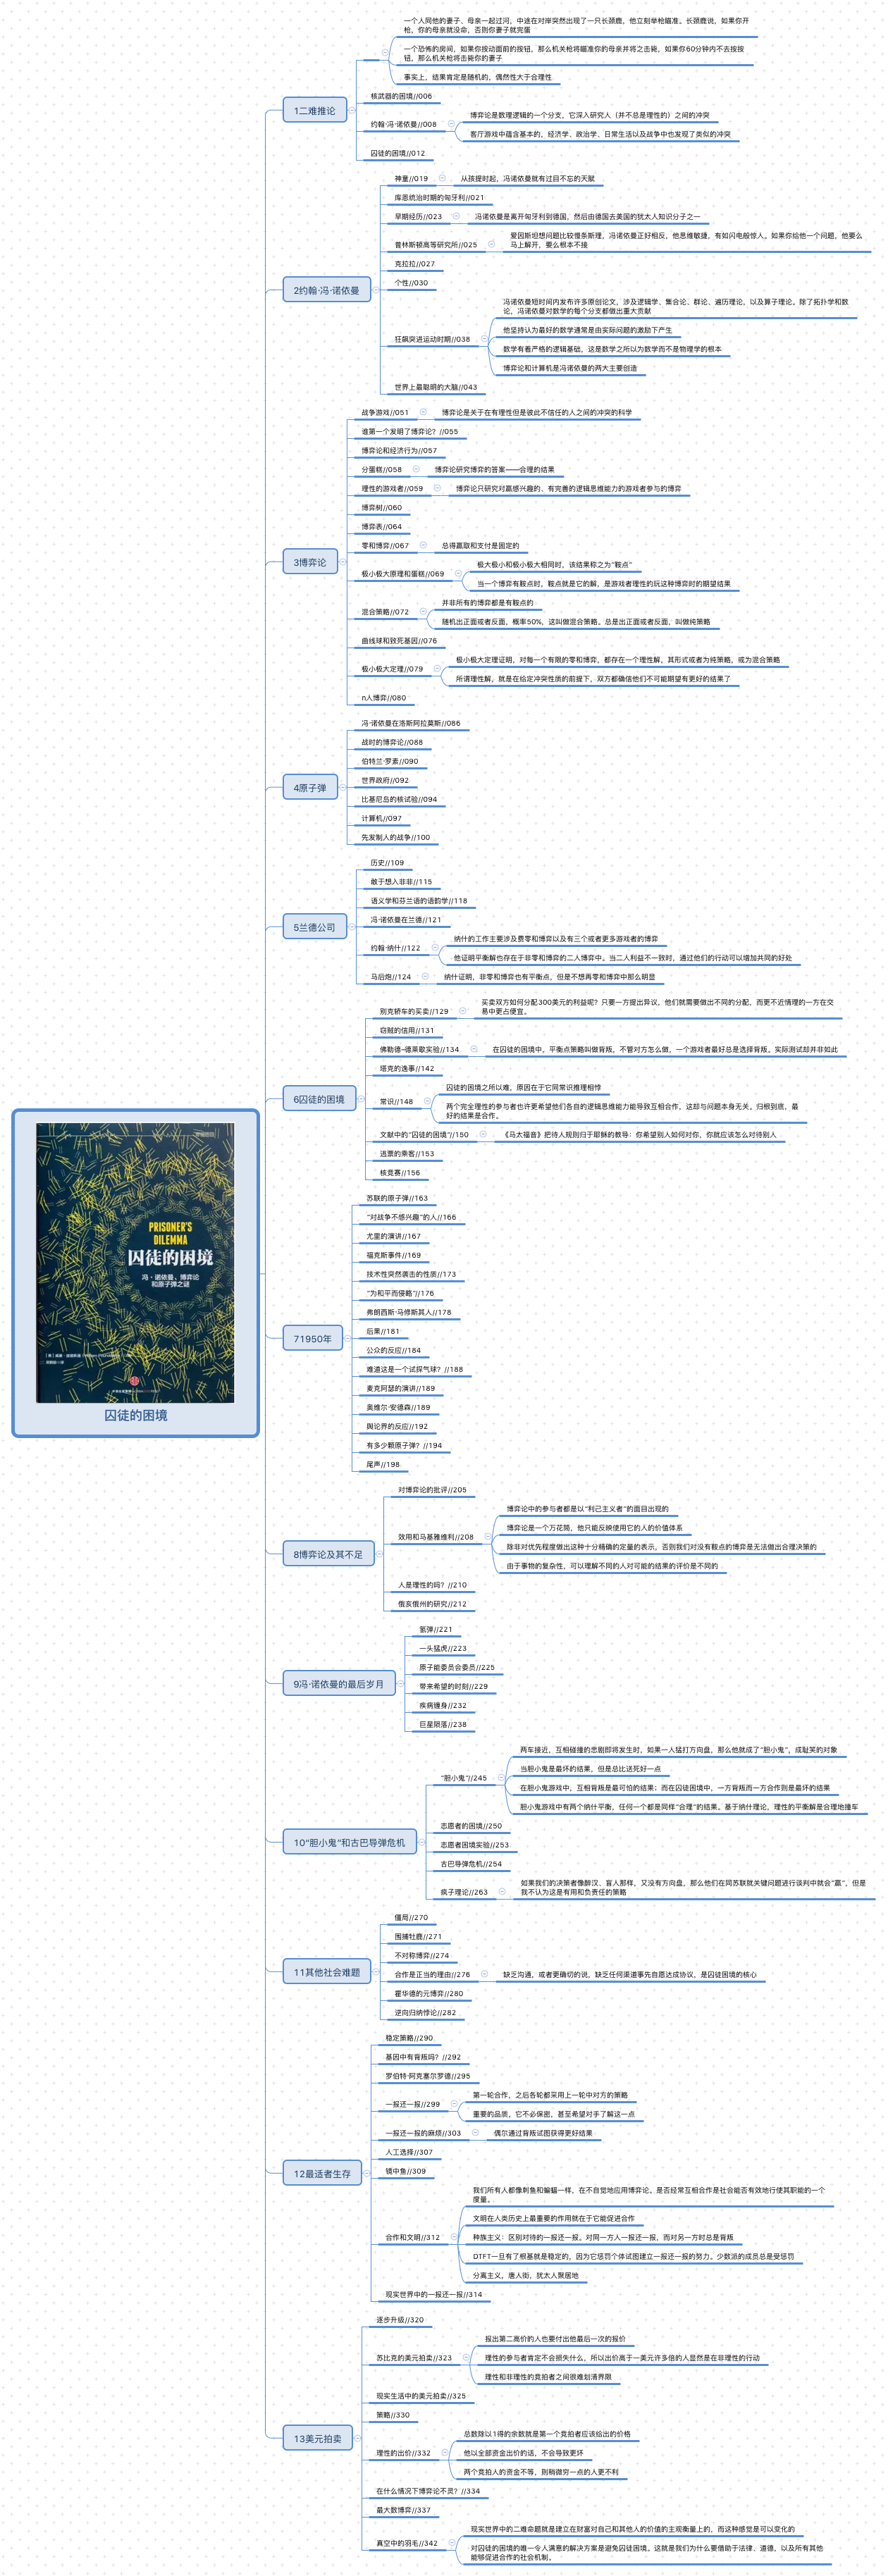 PRISONER'S
DILEMMA
囚徒的困境
冯·诺依曼、博弈论
和原子弹之谜
囚徒的困境
1二难推论
一个人同他的妻子、母亲一起过河，中途在对岸突然出现了一只长颈鹿，他立刻举枪瞄准。长颈鹿说，如果你开
枪，你的母亲就没命，否则你妻子就完蛋
一个恐怖的房间，如果你按动面前的按钮，那么机关枪将瞄准你的母亲并将之击毙，如果你60分钟内不去按按
钮，那么机关枪将击毙你的妻子
事实上，结果肯定是随机的，偶然性大于合理性
核武器的困境//006
约翰·冯·诺依曼//008
博弈论是数理逻辑的一个分支，它深入研究人（并不总是理性的）之间的冲突
客厅游戏中蕴含基本的，经济学、政治学、日常生活以及战争中也发现了类似的冲突
囚徒的困境//012
2约翰·冯·诺依曼
神童//019
从孩提时起，冯诺依曼就有过目不忘的天赋
库恩统治时期的匈牙利//021
早期经历//023
冯诺依曼是离开匈牙利到德国，然后由德国去美国的犹太人知识分子之一
普林斯顿高等研究所//025
爱因斯坦想问题比较慢条斯理，冯诺依曼正好相反，他思维敏捷，有如闪电般惊人。如果你给他一个问题，他要么
马上解开，要么根本不接
克拉拉//027
个性//030
狂飙突进运动时期//038
冯诺依曼短时间内发布许多原创论文，涉及逻辑学、集合论、群论、遍历理论，以及算子理论。除了拓扑学和数
论，冯诺依曼对数学的每个分支都做出重大贡献
他坚持认为最好的数学通常是由实际问题的激励下产生
数学有着严格的逻辑基础，这是数学之所以为数学而不是物理学的根本
博弈论和计算机是冯诺依曼的两大主要创造
世界上最聪明的大脑//043
3博弈论
战争游戏//051
博弈论是关于在有理性但是彼此不信任的人之间的冲突的科学
谁第一个发明了博弈论？//055
博弈论和经济行为//057
分蛋糕//058
博弈论研究博弈的答案——合理的结果
理性的游戏者//059
博弈论只研究对赢感兴趣的、有完善的逻辑思维能力的游戏者参与的博弈
博弈树//060
博弈表//064
零和博弈//067
总得赢取和支付是固定的
极小极大原理和蛋糕//069
极大极小和极小极大相同时，该结果称之为“鞍点”
当一个博弈有鞍点时，鞍点就是它的解，是游戏者理性的玩这种博弈时的期望结果
混合策略//072
并非所有的博弈都是有鞍点的
随机出正面或者反面，概率50%，这叫做混合策略。总是出正面或者反面，叫做纯策略
曲线球和致死基因//076
极小极大定理//079
极小极大定理证明，对每一个有限的零和博弈，都存在一个理性解，其形式或者为纯策略，或为混合策略
所谓理性解，就是在给定冲突性质的前提下，双方都确信他们不可能期望有更好的结果了
n人博弈//080
4原子弹
冯·诺依曼在洛斯阿拉莫斯//086
战时的博弈论//088
伯特兰·罗素//090
世界政府//092
比基尼岛的核试验//094
计算机//097
先发制人的战争//100
5兰德公司
历史//109
敢于想入非非//115
语义学和芬兰语的语韵学//118
冯·诺依曼在兰德//121
约翰·纳什//122
纳什的工作主要涉及费零和博弈以及有三个或者更多游戏者的博弈
他证明平衡解也存在于非零和博弈的二人博弈中。当二人利益不一致时，通过他们的行动可以增加共同的好处
马后炮//124
纳什证明，非零和博弈也有平衡点，但是不想再零和博弈中那么明显
6囚徒的困境
别克轿车的买卖//129
买卖双方如何分配300美元的利益呢？只要一方提出异议，他们就需要做出不同的分配，而更不近情理的一方在交
易中更占便宜。
窃贼的信用//131
佛勒德-德莱歇实验//134
在囚徒的困境中，平衡点策略叫做背叛，不管对方怎么做，一个游戏者最好总是选择背叛。实际测试却并非如此
塔克的逸事//142
常识//148
囚徒的困境之所以难，原因在于它同常识推理相悖
两个完全理性的参与者也许更希望他们各自的逻辑思维能力能导致互相合作，这却与问题本身无关。归根到底，最
好的结果是合作。
文献中的“囚徒的困境”//150
《马太福音》把待人规则归于耶稣的教导：你希望别人如何对你，你就应该怎么对待别人
逃票的乘客//153
核竞赛//156
71950年
苏联的原子弹//163
“对战争不感兴趣”的人//166
尤里的演讲//167
福克斯事件//169
技术性突然袭击的性质//173
“为和平而侵略”//176
弗朗西斯·马修斯其人//178
后果//181
公众的反应//184
难道这是一个试探气球？//188
麦克阿瑟的演讲//189
奥维尔·安德森//189
舆论界的反应//192
有多少颗原子弹？//194
尾声//198
8博弈论及其不足
对博弈论的批评//205
效用和马基雅维利//208
博弈论中的参与者都是以“利己主义者”的面目出现的
博弈论是一个万花筒，他只能反映使用它的人的价值体系
除非对优先程度做出这种十分精确的定量的表示，否则我们对没有鞍点的博弈是无法做出合理决策的
由于事物的复杂性，可以理解不同的人对可能的结果的评价是不同的
人是理性的吗？//210
俄亥俄州的研究//212
9冯·诺依曼的最后岁月
氢弹//221
一头猛虎//223
原子能委员会委员//225
带来希望的时刻//229
疾病缠身//232
巨星陨落//238
10“胆小鬼”和古巴导弹危机
“胆小鬼”//245
两车接近，互相碰撞的悲剧即将发生时，如果一人猛打方向盘，那么他就成了“胆小鬼”，成耻笑的对象
当胆小鬼是最坏的结果，但是总比送死好一点
在胆小鬼游戏中，互相背叛是最可怕的结果；而在囚徒困境中，一方背叛而一方合作则是最坏的结果
胆小鬼游戏中有两个纳什平衡，任何一个都是同样“合理”的结果。基于纳什理论，理性的平衡解是合理地撞车
志愿者的困境//250
志愿者困境实验//253
古巴导弹危机//254
疯子理论//263
如果我们的决策者像醉汉、盲人那样，又没有方向盘，那么他们在同苏联就关键问题进行谈判中就会“赢”，但是
我不认为这是有用和负责任的策略
11其他社会难题
僵局//270
围捕牡鹿//271
不对称博弈//274
合作是正当的理由//276
缺乏沟通，或者更确切的说，缺乏任何渠道事先自愿达成协议，是囚徒困境的核心
霍华德的元博弈//280
逆向归纳悖论//282
12最适者生存
稳定策略//290
基因中有背叛吗？//292
罗伯特·阿克塞尔罗德//295
一报还一报//299
第一轮合作，之后各轮都采用上一轮中对方的策略
重要的品质，它不必保密，甚至希望对手了解这一点
一报还一报的麻烦//303
偶尔通过背叛试图获得更好结果
人工选择//307
镜中鱼//309
合作和文明//312
我们所有人都像刺鱼和蝙蝠一样，在不自觉地应用博弈论。是否经常互相合作是社会能否有效地行使其职能的一个
度量。
文明在人类历史上最重要的作用就在于它能促进合作
种族主义：区别对待的一报还一报。对同一方人一报还一报，而对另一方时总是背叛
DTFT一旦有了根基就是稳定的，因为它惩罚个体试图建立一报还一报的努力。少数派的成员总是受惩罚
分离主义，唐人街，犹太人聚居地
现实世界中的一报还一报//314
13美元拍卖
逐步升级//320
苏比克的美元拍卖//323
报出第二高价的人也要付出他最后一次的报价
理性的参与者肯定不会损失什么，所以出价高于一美元许多倍的人显然是在非理性的行动
理性和非理性的竞拍者之间很难划清界限
现实生活中的美元拍卖//325
策略//330
理性的出价//332
总数除以1得的余数就是第一个竞拍者应该给出的价格
他以全部资金出价的话，不会导致更坏
两个竞拍人的资金不等，则稍微穷一点的人更不利
在什么情况下博弈论不灵？//334
最大数博弈//337
真空中的羽毛//342
现实世界中的二难命题就是建立在财富对自己和其他人的价值的主观衡量上的，而这种感觉是可以变化的
对囚徒的困境的唯一令人满意的解决方案是避免囚徒困境。这就是我们为什么要借助于法律、道德，以及所有其他
能够促进合作的社会机制。